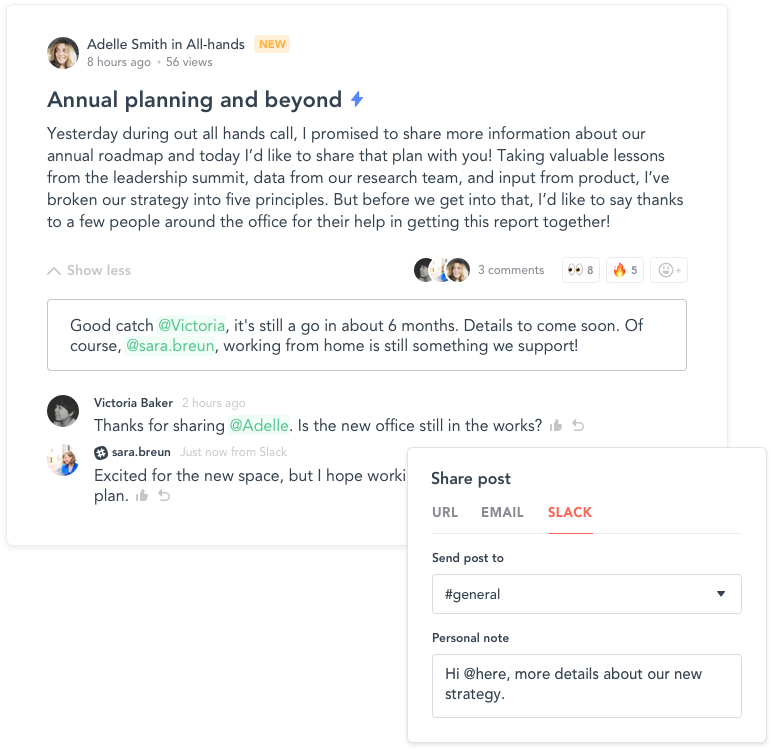 Adelle Smith in All-hands NEW
8 hours ago • 56 views
Annual planning and beyond
Yesterday during out all hands call, I promised to share more information about our
annual roadmap and today I’d like to share that plan with you! Taking valuable lessons
from the leadership summit, data from our research team, and input from product, I’ve
broken our strategy into five principles. But before we get into that, I’d like to say thanks
to a few people around the office for their help in getting this report together!
Show less
3 comments
8
5
+
Good catch @Victoria, it's still a go in about 6 months. Details to come soon. Of
course, @sara.breun, working from home is still something we support!
Victoria Baker 2 hours ago
Thanks for sharing @Adelle. Is the new office still in the works?
sara.breun Just now from Slack
Excited for the new space, but I hope worki
plan.
Share post
URL EMAIL SLACK
Send post to
#general
Personal note
Hi @here, more details about our new
strategy.